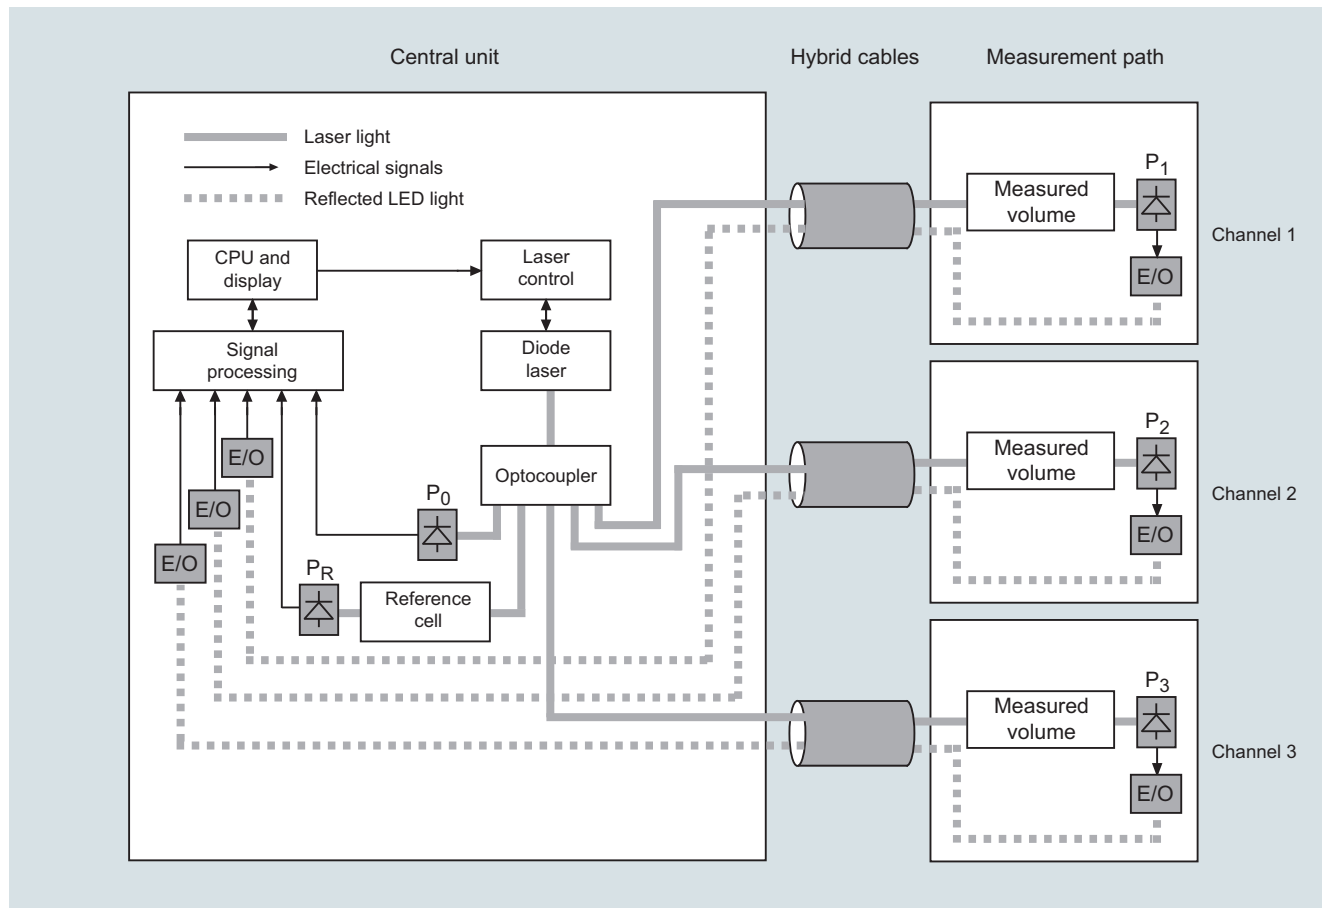 Central unit
Hybrid cables
Measurement path
Laser light
Electrical signals
Reflected LED light
CPU and
display
Laser
control
Signal
processing
Diode
laser
Optocoupler
E/O
E/O
E/O
P0
PR
Reference
cell
Measured
volume
P1
E/O
Channel 1
Measured
volume
P2
E/O
Channel 2
Measured
volume
P3
E/O
Channel 3